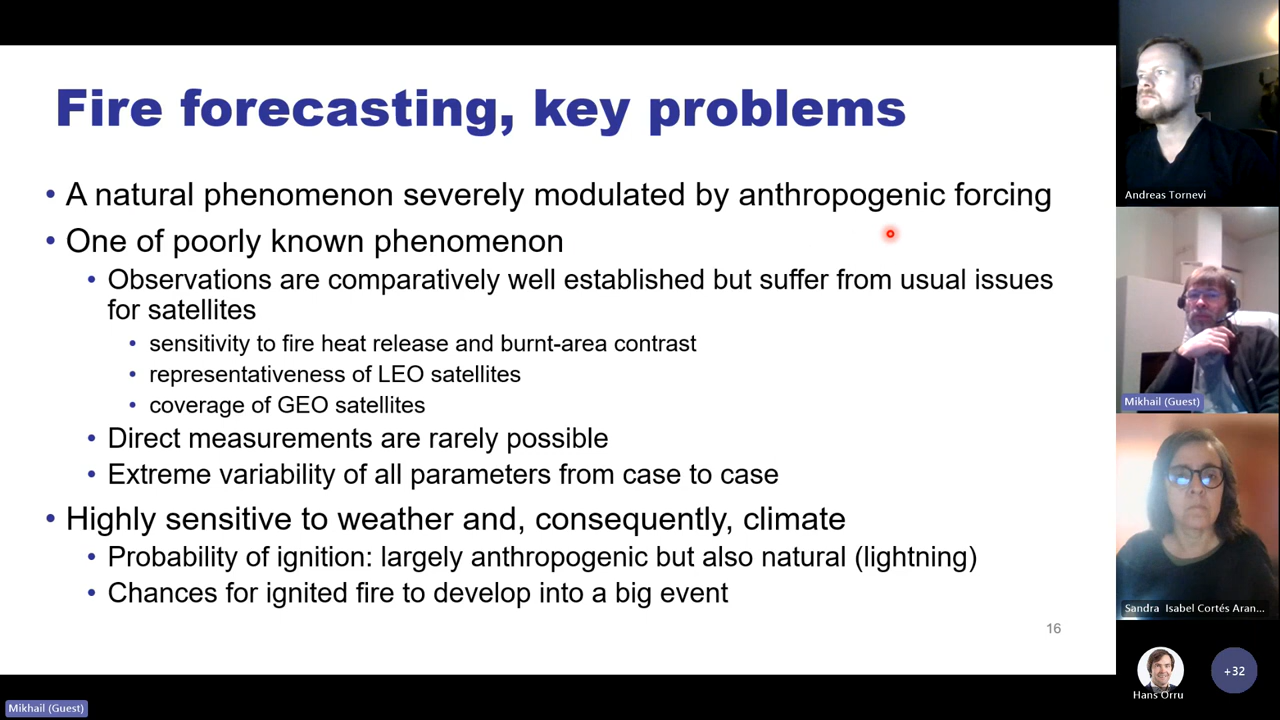 Fire forecasting, key problems
• A natural phenomenon severely modulated by anthropogenic forcing
• One of poorly known phenomenon
• Observations are comparatively well established but suffer from usual issues
for satellites
• sensitivity to fire heat release and burnt-area contrast
• representativeness of LEO satellites
• coverage of GEO satellites
• Direct measurements are rarely possible
• Extreme variability of all parameters from case to case
• Highly sensitive to weather and, consequently, climate
• Probability of ignition: largely anthropogenic but also natural (lightning)
• Chances for ignited fire to develop into a big event
16
Andreas Tornevi
Mikhail (Guest)
Sandra Isabel Cortés Aran...
Hans Orru
+32
Mikhail (Guest)